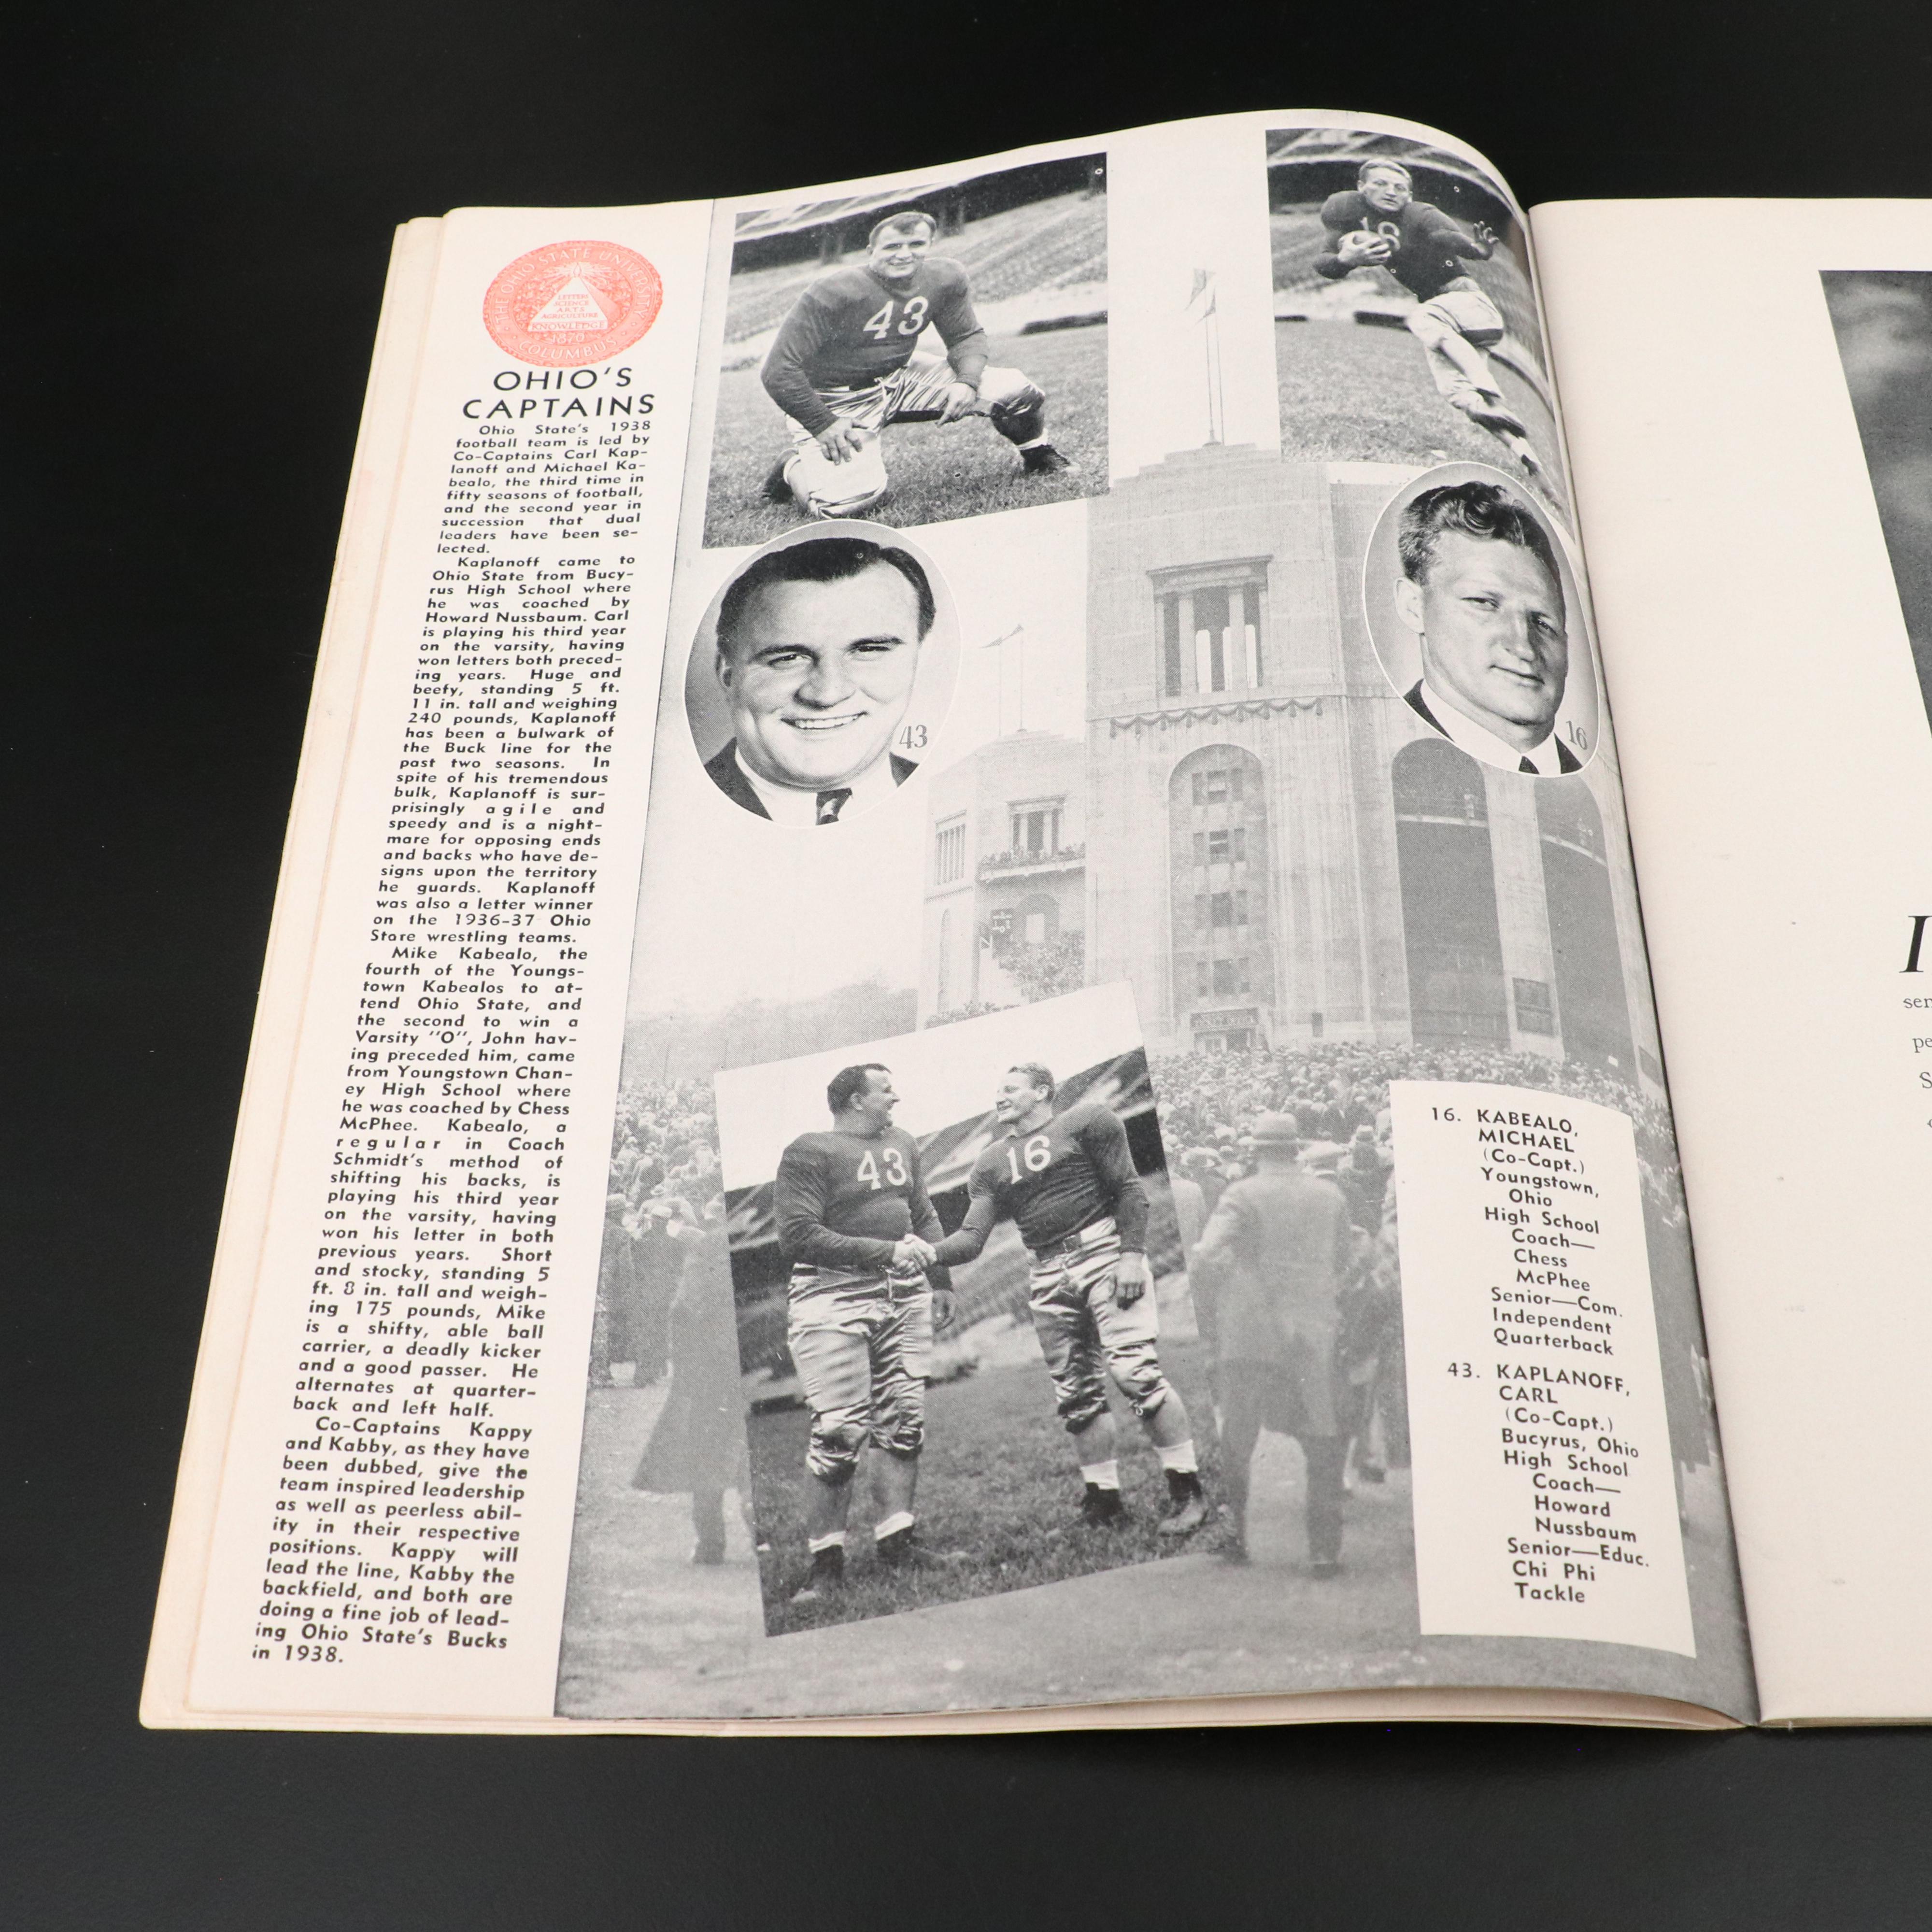 THE OHIO STATE UNIVERSITY
LETTERS
SCIENCE
ARTS
AGRICULTURE
KNOWLEDGE
1870
COLUMBUS
OHIO'S
CAPTAINS
Ohio State's 1938
football team is led by
Co-Captains Carl Kap-
lanoff and Michael Ka-
bealo, the third time in
fifty seasons of football,
and the second year in
succession that dual
leaders have been se-
lected.
Kaplanoff came to
Ohio State from Bucy-
rus High School where
he was coached by
Howard Nussbaum. Carl
is playing his third year
on the varsity, having
won letters both preced-
ing years. Huge and
beefy, standing 5 ft.
11 in. tall and weighing
240 pounds, Kaplanoff
has been a bulwark of
the Buck line for the
past two seasons. In
spite of his tremendous
bulk, Kaplanoff is sur-
prisingly agile and
speedy and is a night-
mare for opposing ends
and backs who have de-
signs upon the territory
he guards. Kaplanoff
was also a letter winner
on the 1936-37 Ohio
Stare wrestling teams.
Mike Kabealo, the
fourth of the Youngs-
town Kabealos to at-
tend Ohio State, and
the second to win a
Varsity "O", John hav-
ing preceded him, came
from Youngstown Chan-
ey High School where
he was coached by Chess
McPhee. Kabealo, a
regular in Coach
Schmidt's method of
shifting his backs, is
playing his third year
on the varsity, having
won his letter in both
previous years. Short
and stocky, standing 5
ft. 8 in. tall and weigh-
ing 175 pounds, Mike
is a shifty, able ball
carrier, a deadly kicker
and a good passer. He
alternates at quarter-
back and left half.
Co-Captains Kappy
and Kabby, as they have
been dubbed, give the
team inspired leadership
as well as peerless abil-
ity in their respective
positions. Kappy will
lead the line, Kabby the
backfield, and both are
doing a fine job of lead-
ing Ohio State's Bucks
in 1938.
43
16
43
16
43
16
16. KABEALO,
MICHAEL
(Co-Capt.)
Youngstown,
Ohio
High School
Coach—
Chess
McPhee
Senior—Com.
Independent
Quarterback
43. KAPLANOFF,
CARL
(Co-Capt.)
Bucyrus, Ohio
High School
Coach—
Howard
Nussbaum
Senior—Educ.
Chi Phi
Tackle
I
ser
pe
S